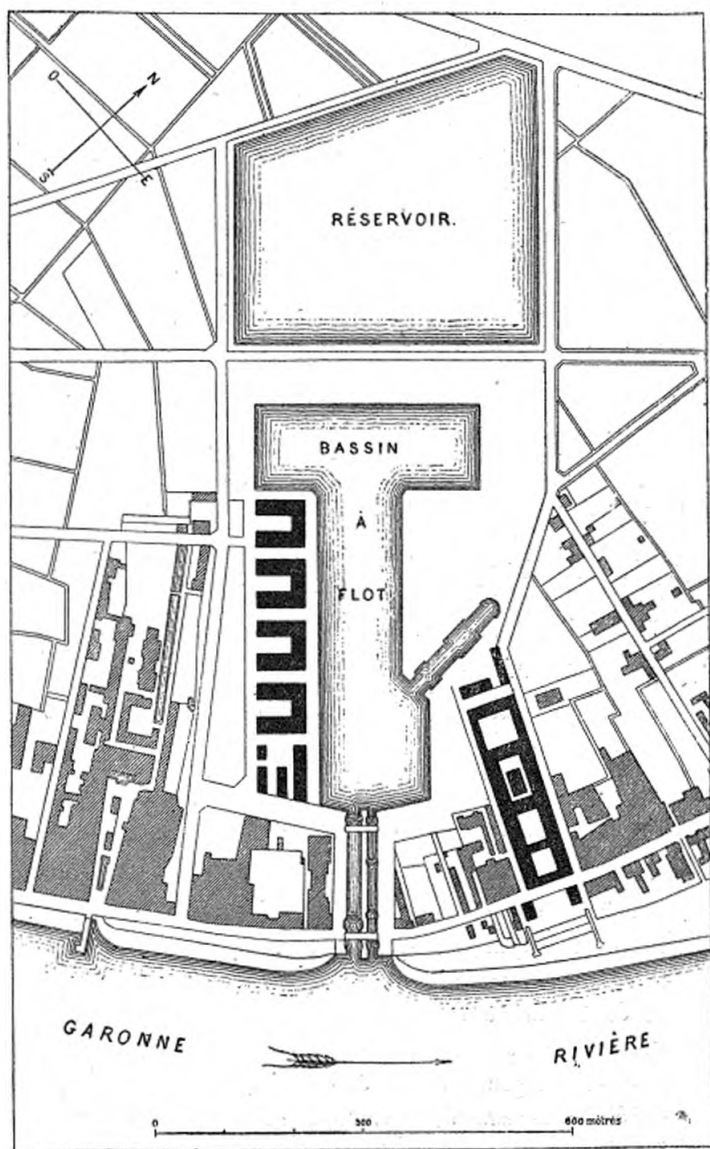 O
N
S
E
RÉSERVOIR.
BASSIN
À
FLOT
GARONNE
RIVIÈRE
0 300 600 mètres